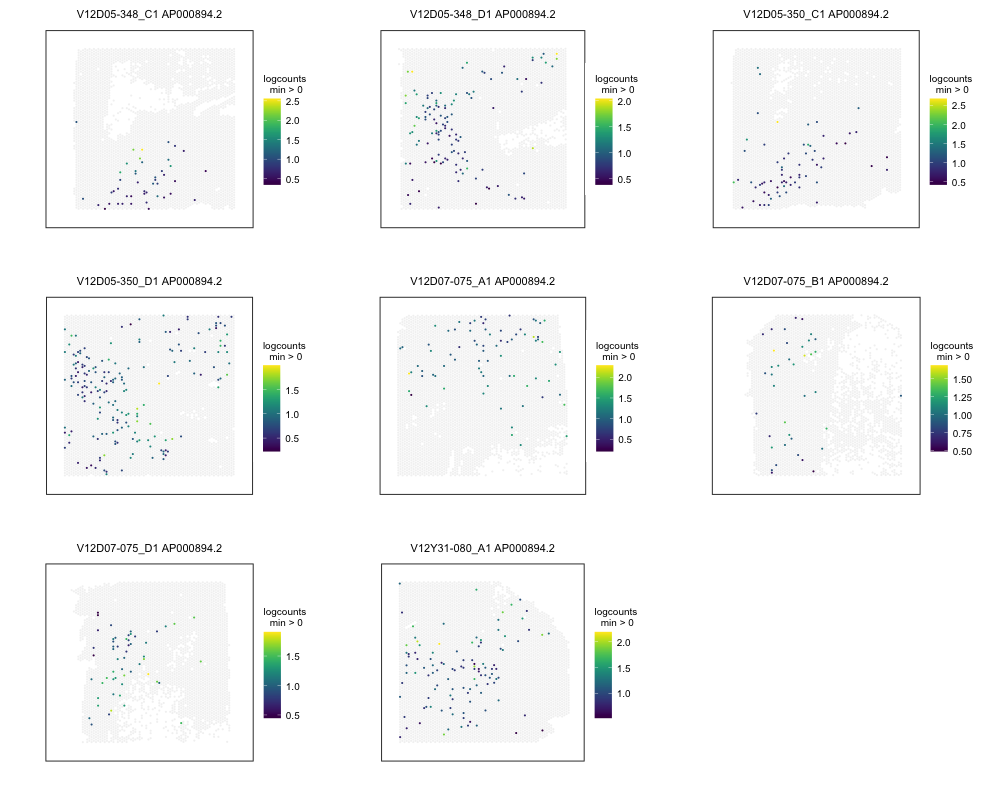 V12D05-348_C1 AP000894.2
logcounts
min > 0
2.5
2.0
1.5
1.0
0.5
V12D05-348_D1 AP000894.2
logcounts
min > 0
2.0
1.5
1.0
0.5
V12D05-350_C1 AP000894.2
logcounts
min > 0
2.5
2.0
1.5
1.0
0.5
V12D05-350_D1 AP000894.2
logcounts
min > 0
1.5
1.0
0.5
V12D07-075_A1 AP000894.2
logcounts
min > 0
2.0
1.5
1.0
0.5
V12D07-075_B1 AP000894.2
logcounts
min > 0
1.50
1.25
1.00
0.75
0.50
V12D07-075_D1 AP000894.2
logcounts
min > 0
1.5
1.0
0.5
V12Y31-080_A1 AP000894.2
logcounts
min > 0
2.0
1.5
1.0